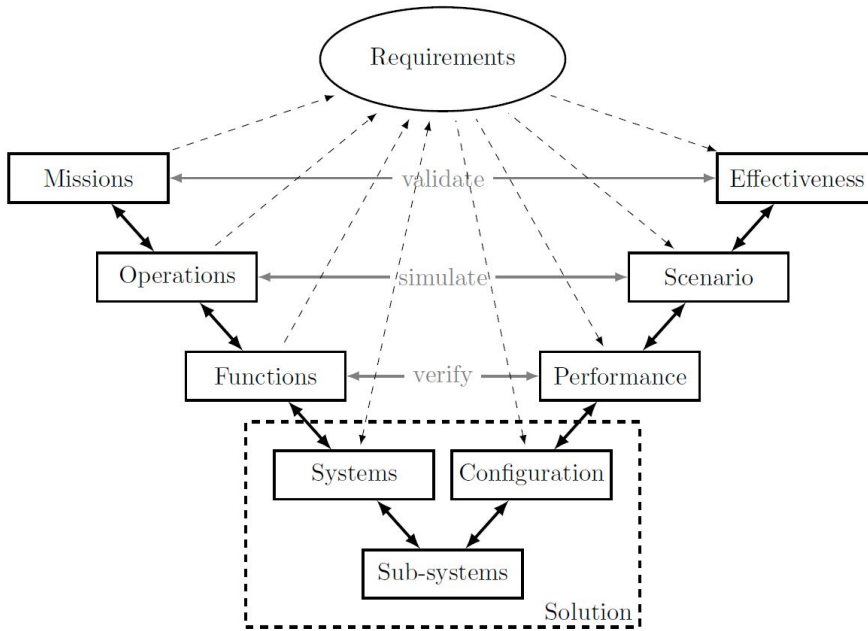 Requirements
Missions
validate
Effectiveness
Operations
simulate
Scenario
Functions
verify
Performance
Systems
Configuration
Sub-systems
Solution